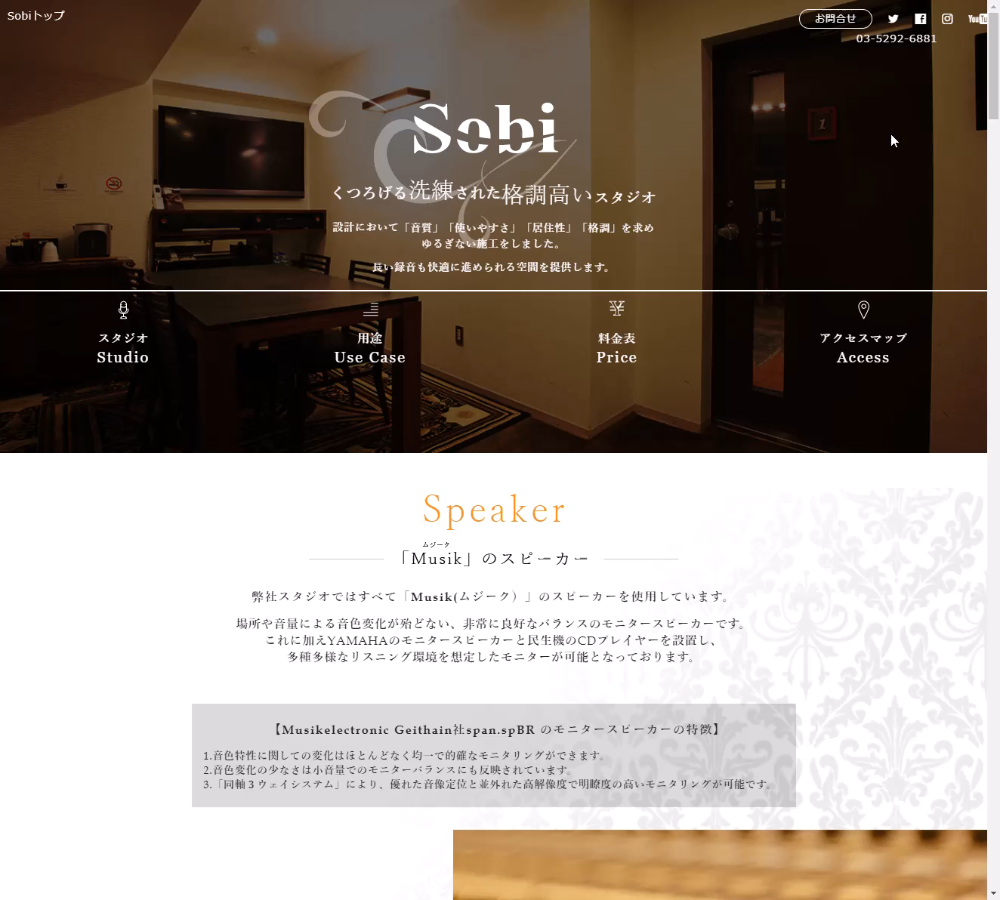 Sobiトップ
お問合せ
03-5292-6881
1
Sobi
くつろげる洗練された格調高いスタジオ
設計において「音質」「使いやすさ」「居住性」「格調」を求め
ゆるぎない施工をしました。
長い録音も快適に進められる空間を提供します。
スタジオ
Studio
用途
Use Case
料金表
Price
アクセスマップ
Access
Speaker
ムジーク
「Musik」のスピーカー
弊社スタジオではすべて「Musik(ムジーク）」のスピーカーを使用しています。
場所や音量による音色変化が殆どない、非常に良好なバランスのモニタースピーカーです。
これに加えYAMAHAのモニタースピーカーと民生機のCDプレイヤーを設置し、
多種多様なリスニング環境を想定したモニターが可能となっております。
【Musikelectronic Geithain社span.spBR のモニタースピーカーの特徴】
1.音色特性に関しての変化はほとんどなく均一で的確なモニタリングができます。
2.音色変化の少なさは小音量でのモニターバランスにも反映されています。
3.「同軸３ウェイシステム」により、優れた音像定位と並外れた高解像度で明瞭度の高いモニタリングが可能です。